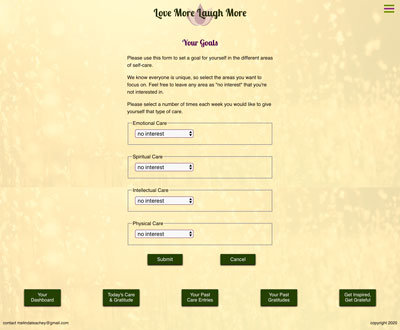 Love More Laugh More
Your Goals
Please use this form to set a goal for yourself in the different areas
of self-care.
We know everyone is unique, so select the areas you want to
focus on. Feel free to leave any area as "no interest" that you're
not interested in.
Please select a number of times each week you would like to give
yourself that type of care.
Emotional Care
no interest
Spiritual Care
no interest
Intellectual Care
no interest
Physical Care
no interest
Submit Cancel
Your Today's Care Your Past Your Past Get Inspired,
Dashboard & Gratitude Care Entries Gratitudes Get Grateful
contact melindateachey@gmail.com copyright 2020